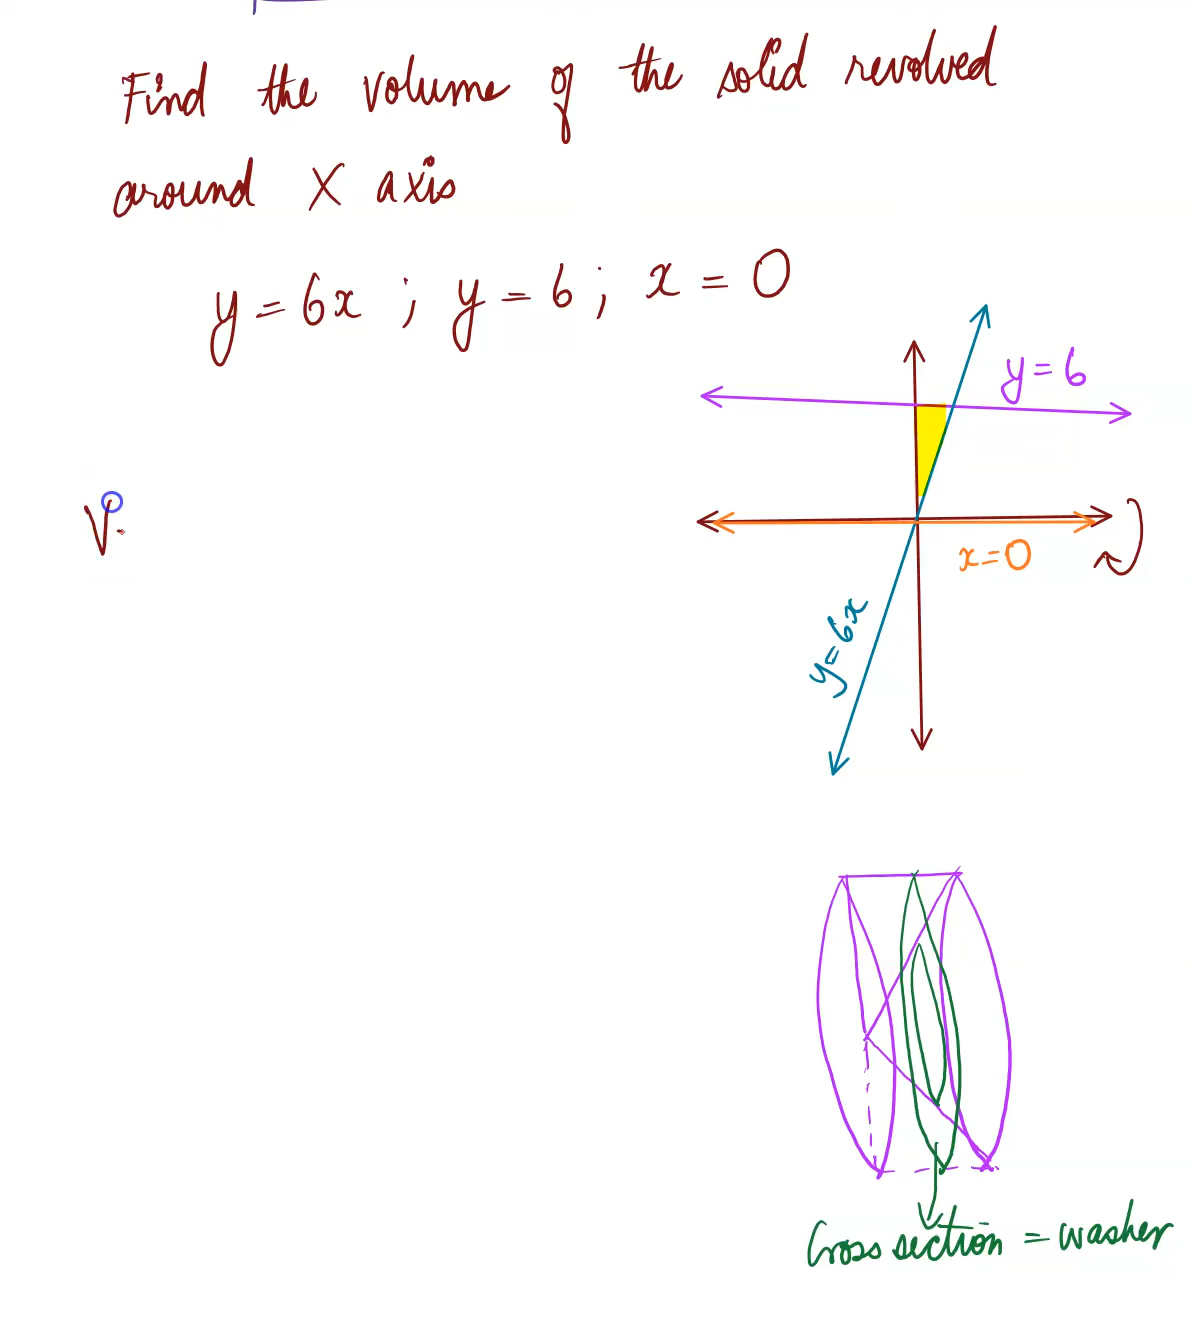 Find the volume of the solid revolved
around X axis
y = 6x ; y = 6 ; x = 0
y = 6
V.
x = 0
y = 6x
Cross section = washer